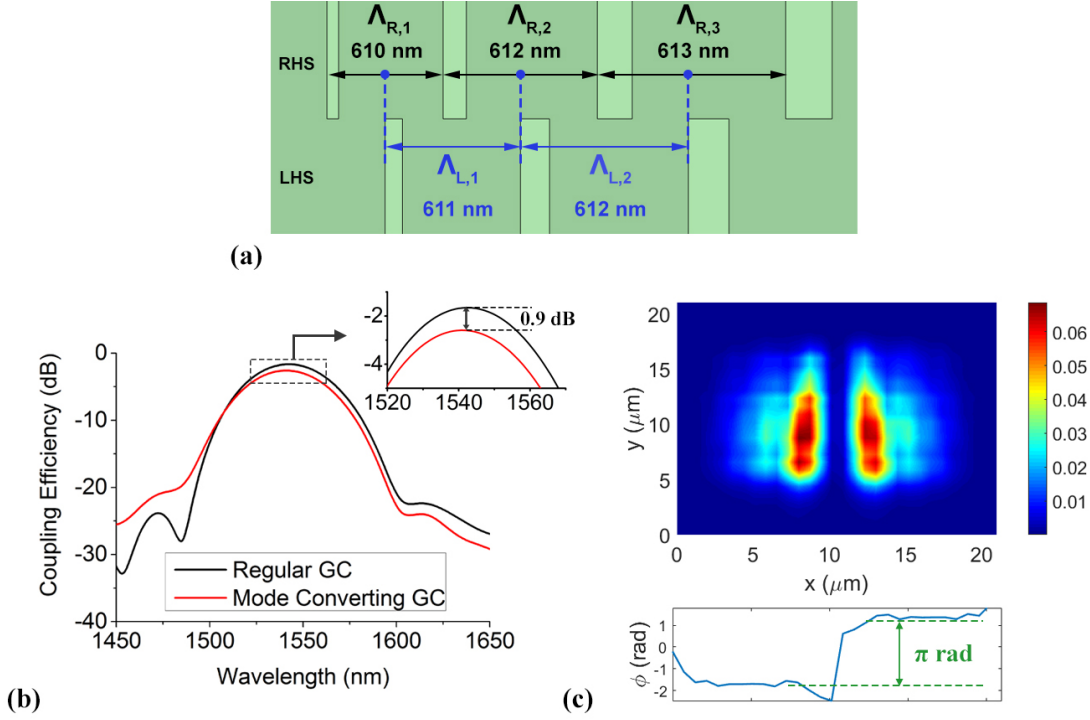 Λ_R,1 Λ_R,2 Λ_R,3
RHS 610 nm 612 nm 613 nm
LHS Λ_L,1 Λ_L,2
611 nm 612 nm
(a)
-2
-4
0.9 dB
1520 1540 1560
0
-10
-20
-30
-40
Coupling Efficiency (dB)
Regular GC
Mode Converting GC
1450 1500 1550 1600 1650
Wavelength (nm)
(b)
20
15
10
5
0
y (μm)
0 5 10 15 20
x (μm)
0.06
0.05
0.04
0.03
0.02
0.01
1
0
-1
-2
ϕ (rad)
π rad
(c)